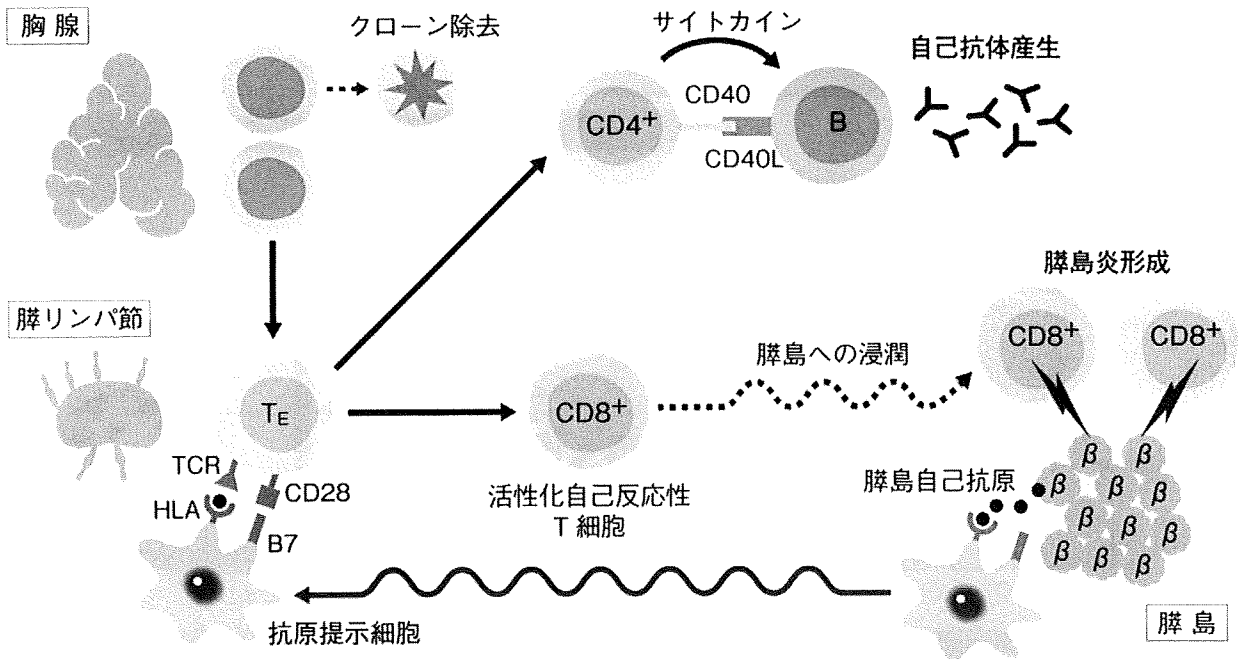 胸腺
クローン除去
サイトカイン
自己抗体産生
CD4+
CD40
CD40L
B
膵リンパ節
膵島炎形成
CD8+
CD8+
膵島への浸潤
TE
CD8+
TCR
HLA
CD28
B7
活性化自己反応性
T細胞
膵島自己抗原
β
β
β
β
β
β
β
β
β
β
β
抗原提示細胞
膵島